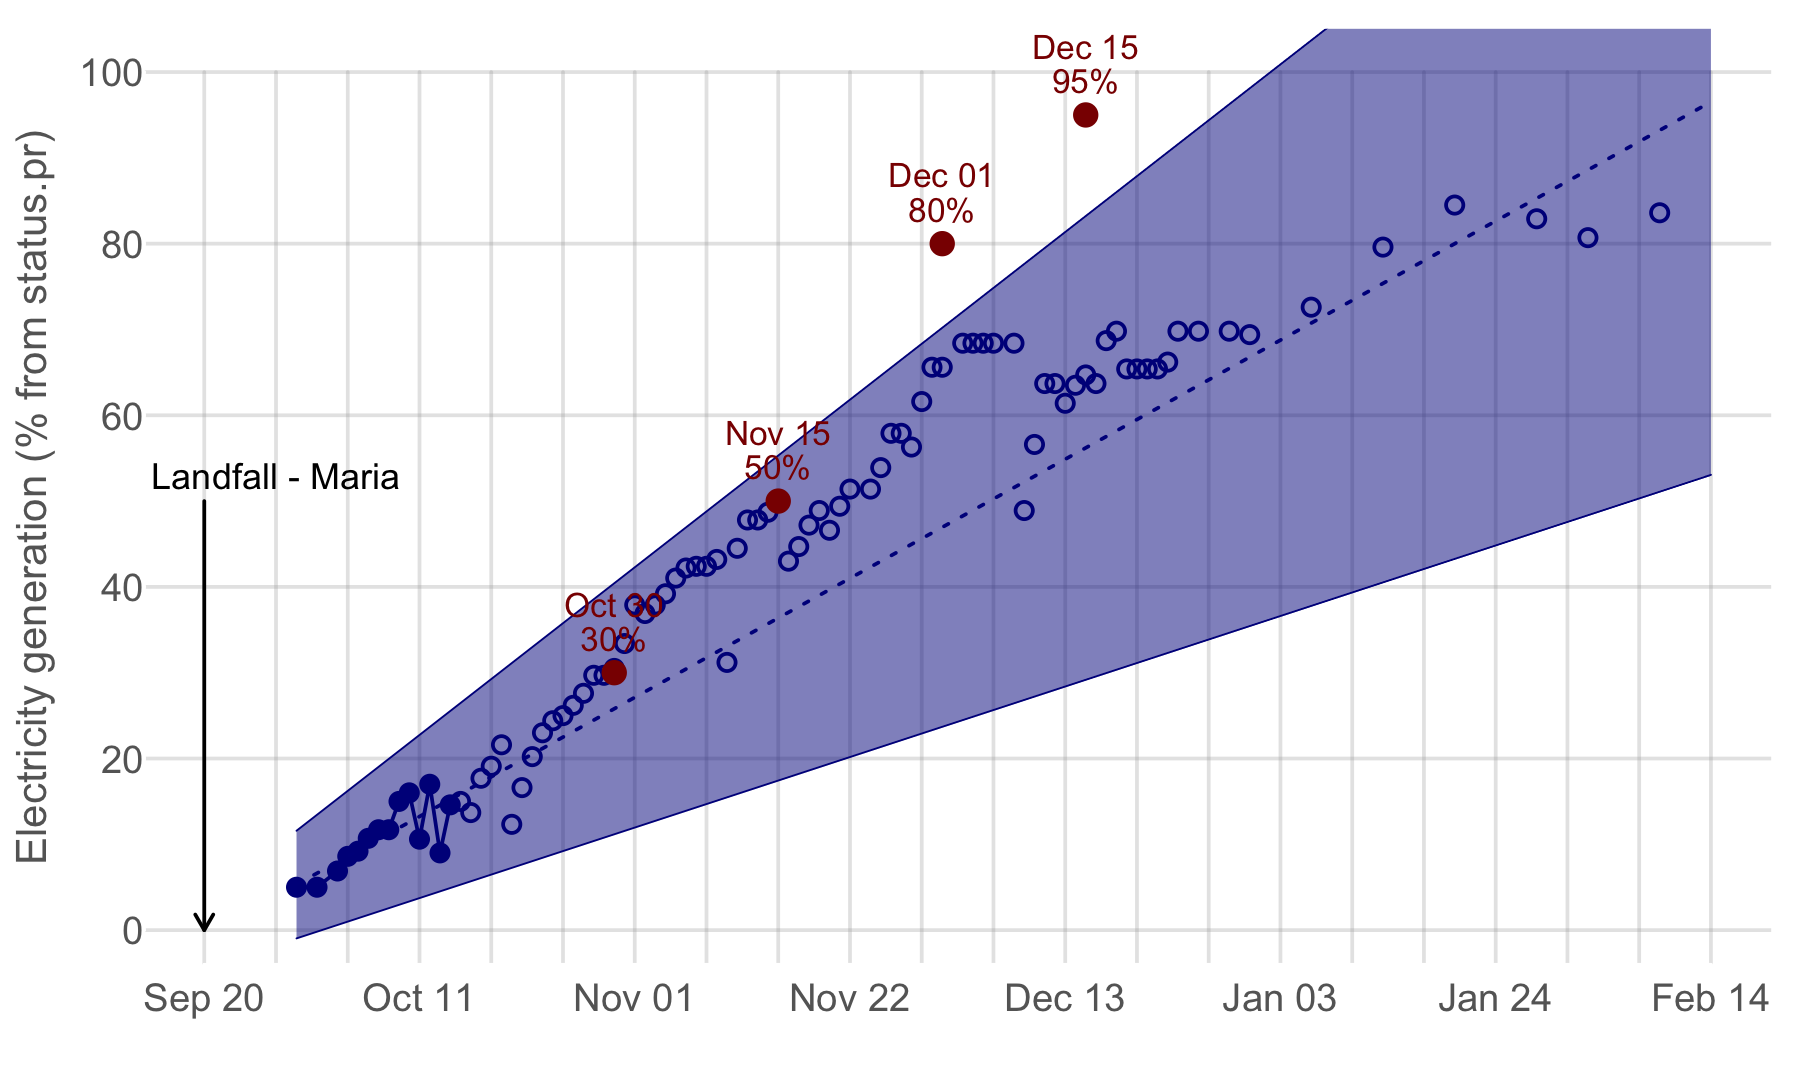 Dec 15
95%
100
Dec 01
80%
80
60
Nov 15
50%
Landfall - Maria
40
Oct 30
30%
20
0
Electricity generation (% from status.pr)
Sep 20 Oct 11 Nov 01 Nov 22 Dec 13 Jan 03 Jan 24 Feb 14